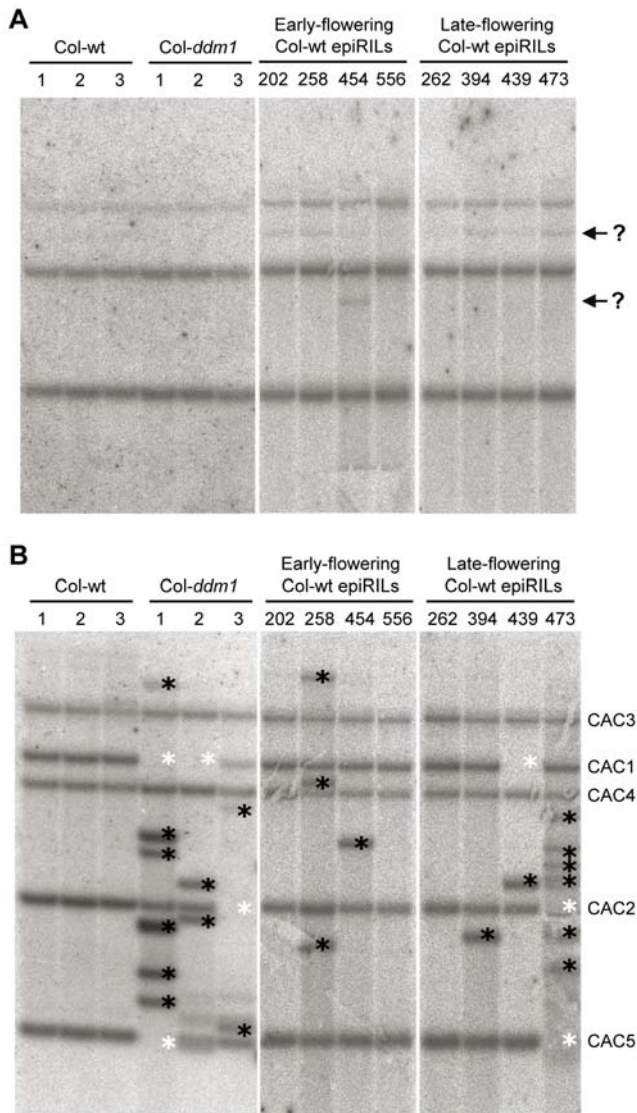 A
Col-wt
Col-ddm1
Early-flowering
Col-wt epiRILs
Late-flowering
Col-wt epiRILs
1 2 3 1 2 3 202 258 454 556 262 394 439 473
?
?
B
Col-wt
Col-ddm1
Early-flowering
Col-wt epiRILs
Late-flowering
Col-wt epiRILs
1 2 3 1 2 3 202 258 454 556 262 394 439 473
*
*
CAC3
* * * CAC1
*
CAC4
*
*
*
*
*
*
*
*
*
*
* * CAC2
*
*
*
*
*
*
*
*
*
* * CAC5